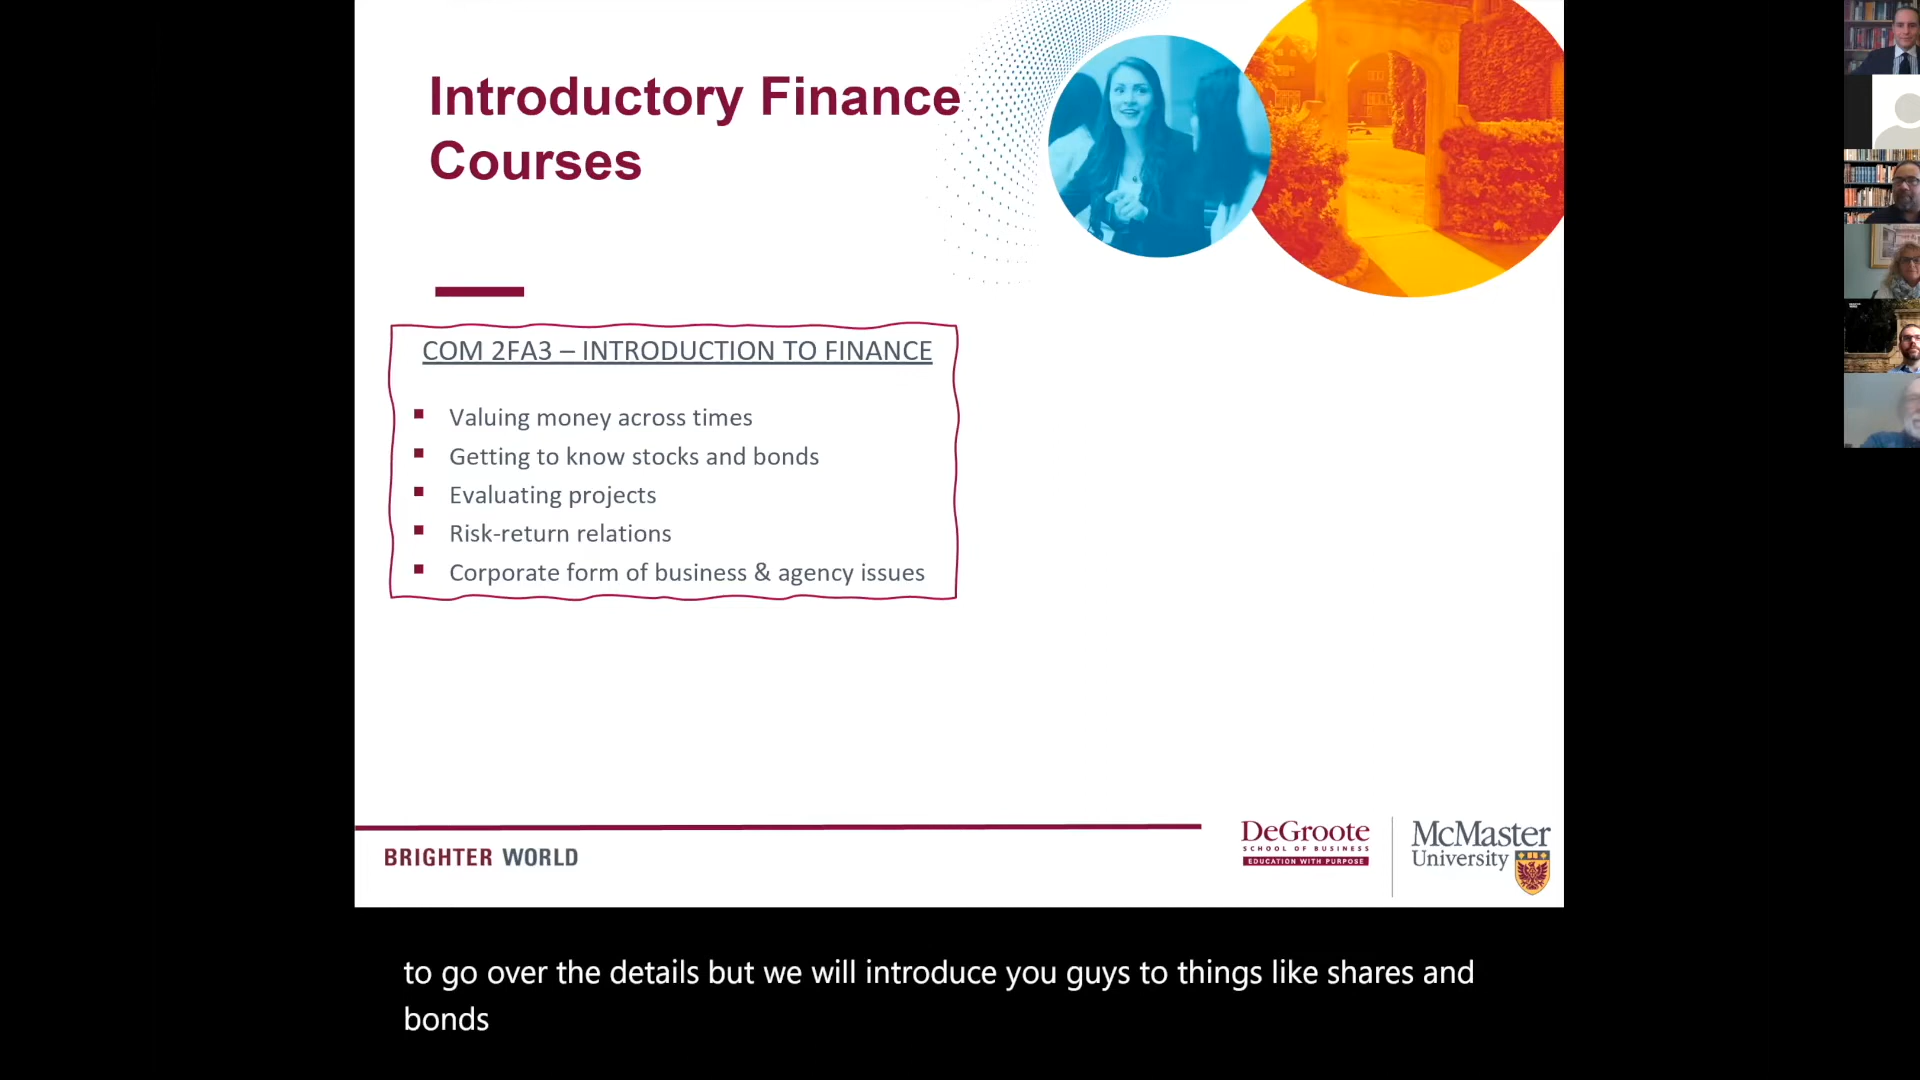 Introductory Finance
Courses
COM 2FA3 – INTRODUCTION TO FINANCE
Valuing money across times
Getting to know stocks and bonds
Evaluating projects
Risk-return relations
Corporate form of business & agency issues
BRIGHTER WORLD
DeGroote
SCHOOL OF BUSINESS
EDUCATION WITH PURPOSE
McMaster
University
to go over the details but we will introduce you guys to things like shares and
bonds